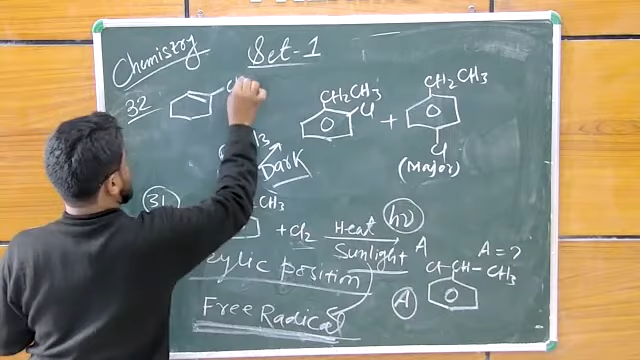 Chemistry Set-1
32
CH2CH3
Cl
+
CH2CH3
Cl
(Major)
Dark
31
CH3
+ Cl2
Heat
hν
Sunlight
A
A = ?
position
Cl-CH-CH3
Free Radical
A